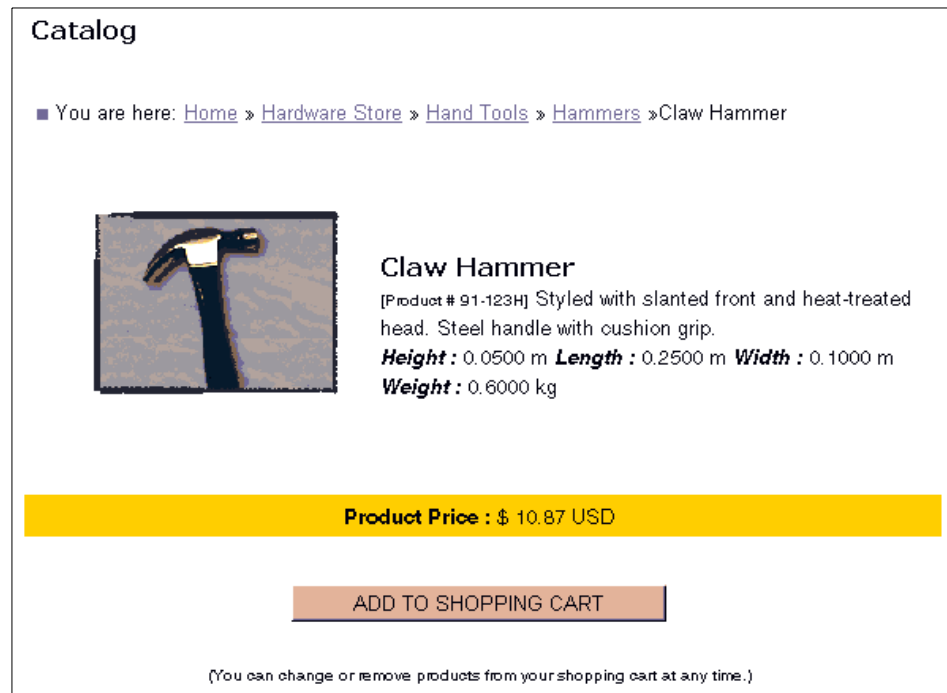 Catalog
You are here: Home » Hardware Store » Hand Tools » Hammers »Claw Hammer
Claw Hammer
[Product # 91-123H] Styled with slanted front and heat-treated
head. Steel handle with cushion grip.
Height : 0.0500 m Length : 0.2500 m Width : 0.1000 m
Weight : 0.6000 kg
Product Price : $ 10.87 USD
ADD TO SHOPPING CART
(You can change or remove products from your shopping cart at any time.)